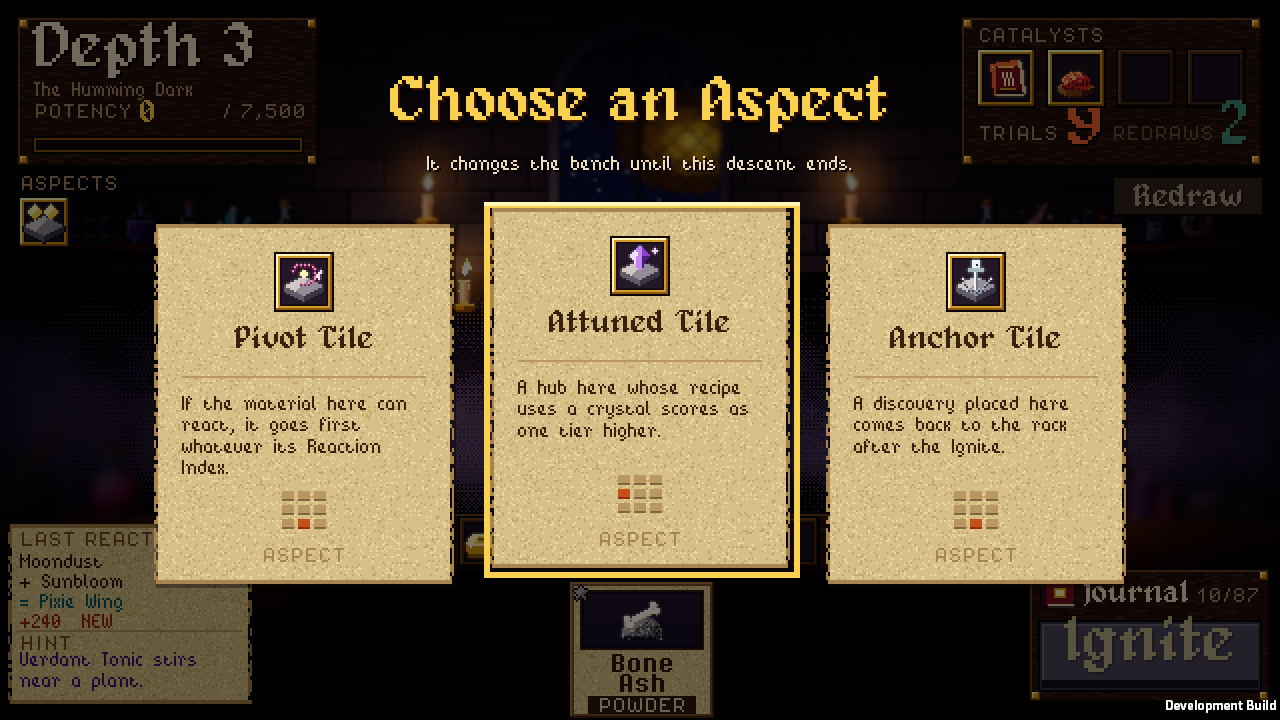 Depth 3
The Humming Dark
POTENCY 0 / 7,500
ASPECTS
Choose an Aspect
It changes the bench until this descent ends.
CATALYSTS
TRIALS 9 REDRAWS 2
Redraw
Pivot Tile
If the material here can
react, it goes first
whatever its Reaction
Index.
ASPECT
Attuned Tile
A hub here whose recipe
uses a crystal scores as
one tier higher.
ASPECT
Anchor Tile
A discovery placed here
comes back to the rack
after the Ignite.
ASPECT
LAST REACT
Moondust
+ Sunbloom
= Pixie Wing
+240 NEW
HINT
Verdant Tonic stirs
near a plant.
Bone
Ash
POWDER
Journal 10/87
Ignite
Development Build